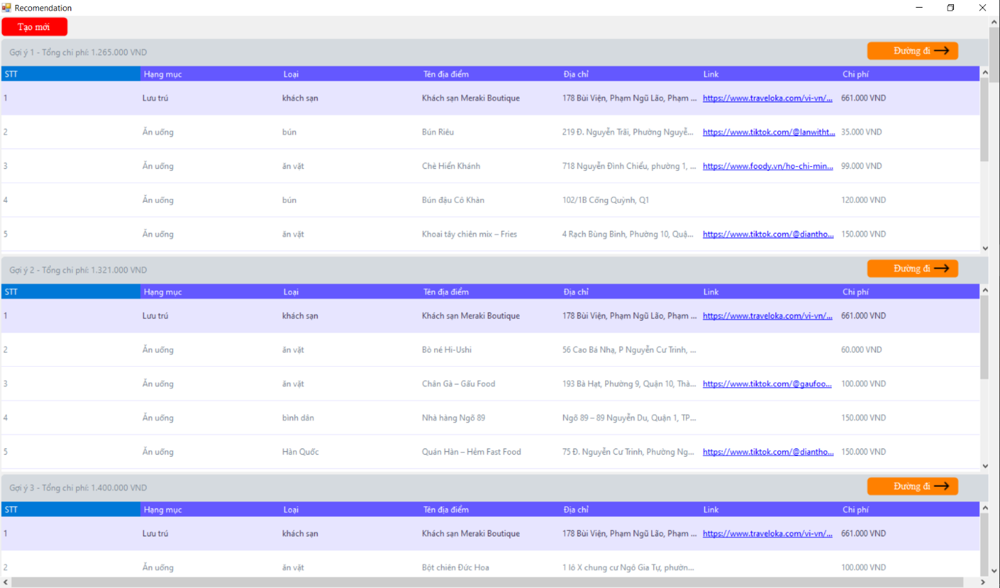 Recomendation
Tạo mới
Gợi ý 1 - Tổng chi phí: 1.265.000 VND Đường đi
STT Hạng mục Loại Tên địa điểm Địa chỉ Link Chi phí
1 Lưu trú khách sạn Khách sạn Meraki Boutique 178 Bùi Viện, Phạm Ngũ Lão, Phạm ... https://www.traveloka.com/vi-vn/... 661.000 VND
2 Ăn uống bún Bún Riêu 219 Đ. Nguyễn Trãi, Phường Nguyễ... https://www.tiktok.com/@lanwitht... 35.000 VND
3 Ăn uống ăn vặt Chè Hiển Khánh 718 Nguyễn Đình Chiểu, phường 1, ... https://www.foody.vn/ho-chi-min... 99.000 VND
4 Ăn uống bún Bún đậu Cô Khàn 102/1B Cống Quỳnh, Q1 120.000 VND
5 Ăn uống ăn vặt Khoai tây chiên mix – Fries 4 Rạch Bùng Binh, Phường 10, Quậ... https://www.tiktok.com/@diantho... 150.000 VND
Gợi ý 2 - Tổng chi phí: 1.321.000 VND Đường đi
STT Hạng mục Loại Tên địa điểm Địa chỉ Link Chi phí
1 Lưu trú khách sạn Khách sạn Meraki Boutique 178 Bùi Viện, Phạm Ngũ Lão, Phạm ... https://www.traveloka.com/vi-vn/... 661.000 VND
2 Ăn uống ăn vặt Bò né Hi-Ushi 56 Cao Bá Nhạ, P Nguyễn Cư Trinh, ... 60.000 VND
3 Ăn uống ăn vặt Chân Gà – Gấu Food 193 Bà Hạt, Phường 9, Quận 10, Thà... https://www.tiktok.com/@gaufoo... 100.000 VND
4 Ăn uống bình dân Nhà hàng Ngõ 89 Ngõ 89 – 89 Nguyễn Du, Quận 1, TP... 150.000 VND
5 Ăn uống Hàn Quốc Quán Hàn – Hẻm Fast Food 75 Đ. Nguyễn Cư Trinh, Phường Ng... https://www.tiktok.com/@diantho... 150.000 VND
Gợi ý 3 - Tổng chi phí: 1.400.000 VND Đường đi
STT Hạng mục Loại Tên địa điểm Địa chỉ Link Chi phí
1 Lưu trú khách sạn Khách sạn Meraki Boutique 178 Bùi Viện, Phạm Ngũ Lão, Phạm ... https://www.traveloka.com/vi-vn/... 661.000 VND
2 Ăn uống ăn vặt Bột chiên Đức Hoa 1 lô X chung cư Ngô Gia Tự, phườn... 100.000 VND